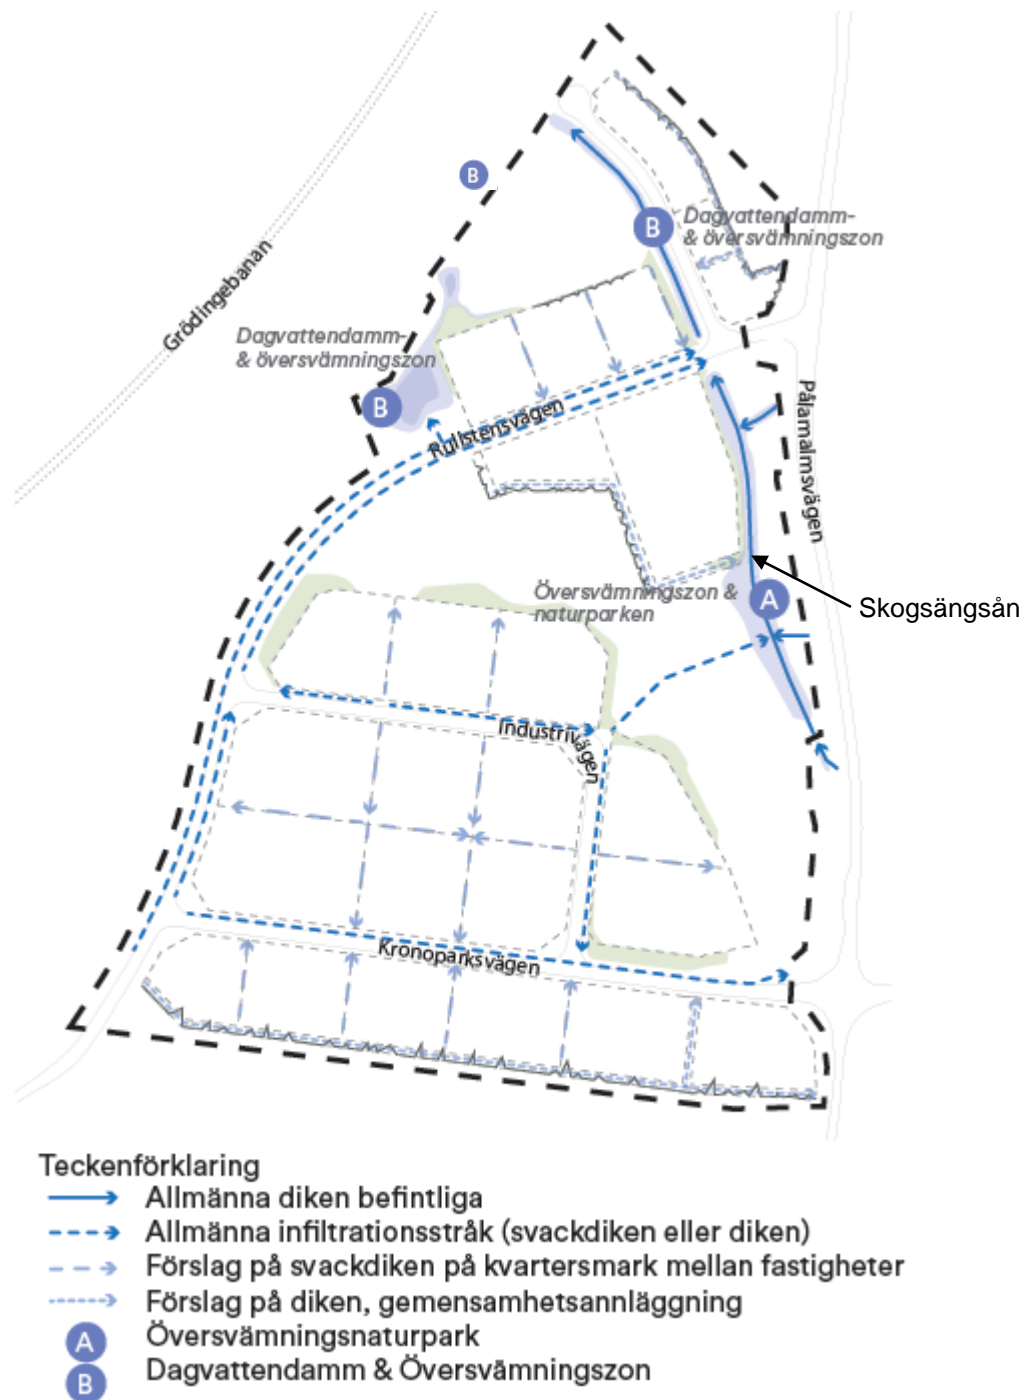 B
B
Dagvattendamm-
& översvämningszon
Grödingebanan
Dagvattendamm-
& översvämningszon
B
Rullstensvägen
Pålamalmsvägen
Översvämningszon &
naturparken
A
Skogsängsån
Industrivägen
Kronoparksvägen
Teckenförklaring
Allmänna diken befintliga
Allmänna infiltrationsstråk (svackdiken eller diken)
Förslag på svackdiken på kvartersmark mellan fastigheter
Förslag på diken, gemensamhetsannläggning
A Översvämningsnaturpark
B Dagvattendamm & Översvämningszon